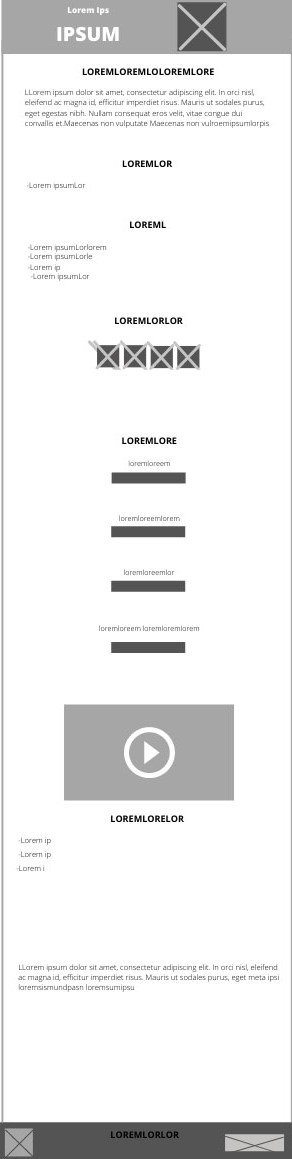 Lorem Ips
IPSUM
LOREMLOREMLOLOREMLORE
LLorem ipsum dolor sit amet, consectetur adipiscing elit. In orci nisl,
eleifend ac magna id, efficitur imperdiet risus. Mauris ut sodales purus,
eget egestas nibh. Nullam consequat eros velit, vitae congue dui
convallis et.Maecenas non vulputate Maecenas non vulroemipsumlorpis
LOREMLOR
-Lorem ipsumLor
LOREML
-Lorem ipsumLorlorem
-Lorem ipsumLorle
-Lorem ip
-Lorem ipsumLor
LOREMLORLOR
LOREMLORE
loremloreem
loremloreemlorem
loremloreemlor
loremloreem loremloremlorem
LOREMLORELOR
-Lorem ip
-Lorem ip
-Lorem i
LLorem ipsum dolor sit amet, consectetur adipiscing elit. In orci nisl, eleifend
ac magna id, efficitur imperdiet risus. Mauris ut sodales purus, eget meta ipsi
loremsismundpasn loremsumipsu
LOREMLORLOR